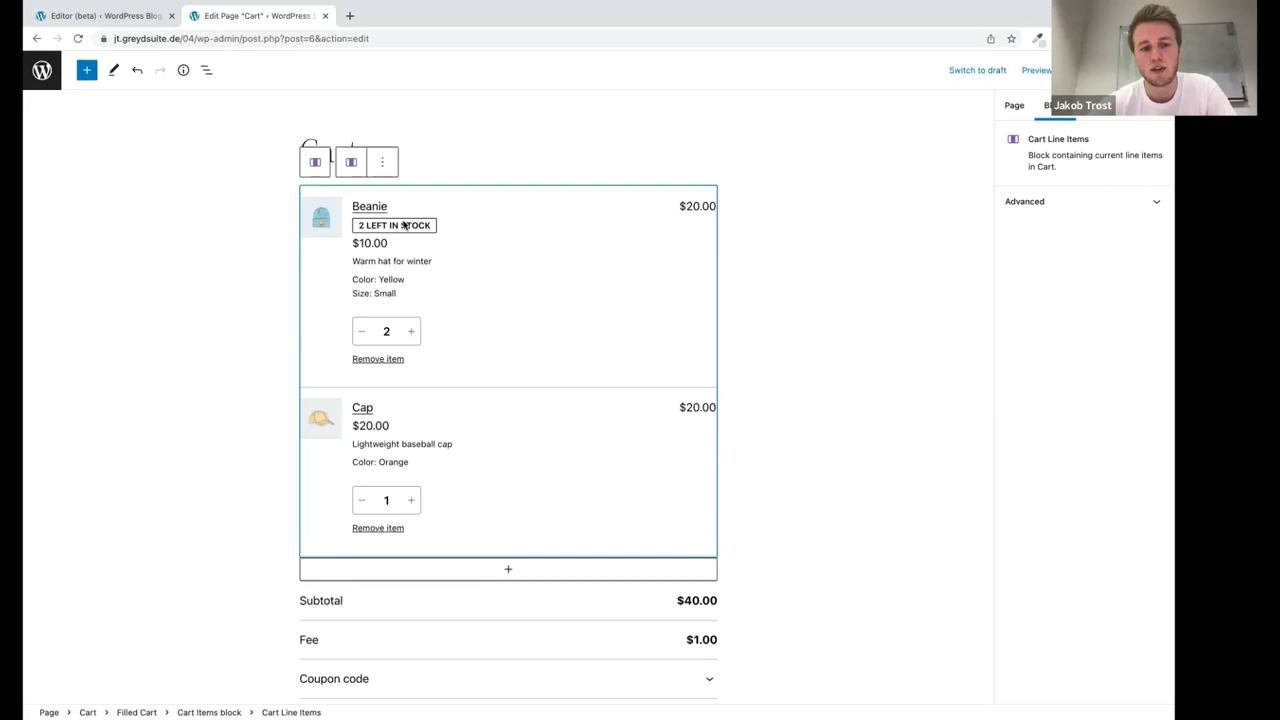 Editor (beta) ‹ WordPress Blog
Edit Page "Cart" ‹ WordPress
jt.greydsuite.de/04/wp-admin/post.php?post=6&action=edit
Switch to draft
Preview
Jakob Trost
Page
Cart Line Items
Block containing current line items
in Cart.
Advanced
Beanie
$20.00
2 LEFT IN STOCK
$10.00
Warm hat for winter
Color: Yellow
Size: Small
2
Remove item
Cap
$20.00
$20.00
Lightweight baseball cap
Color: Orange
1
Remove item
Subtotal
$40.00
Fee
$1.00
Coupon code
Page > Cart > Filled Cart > Cart Items block > Cart Line Items